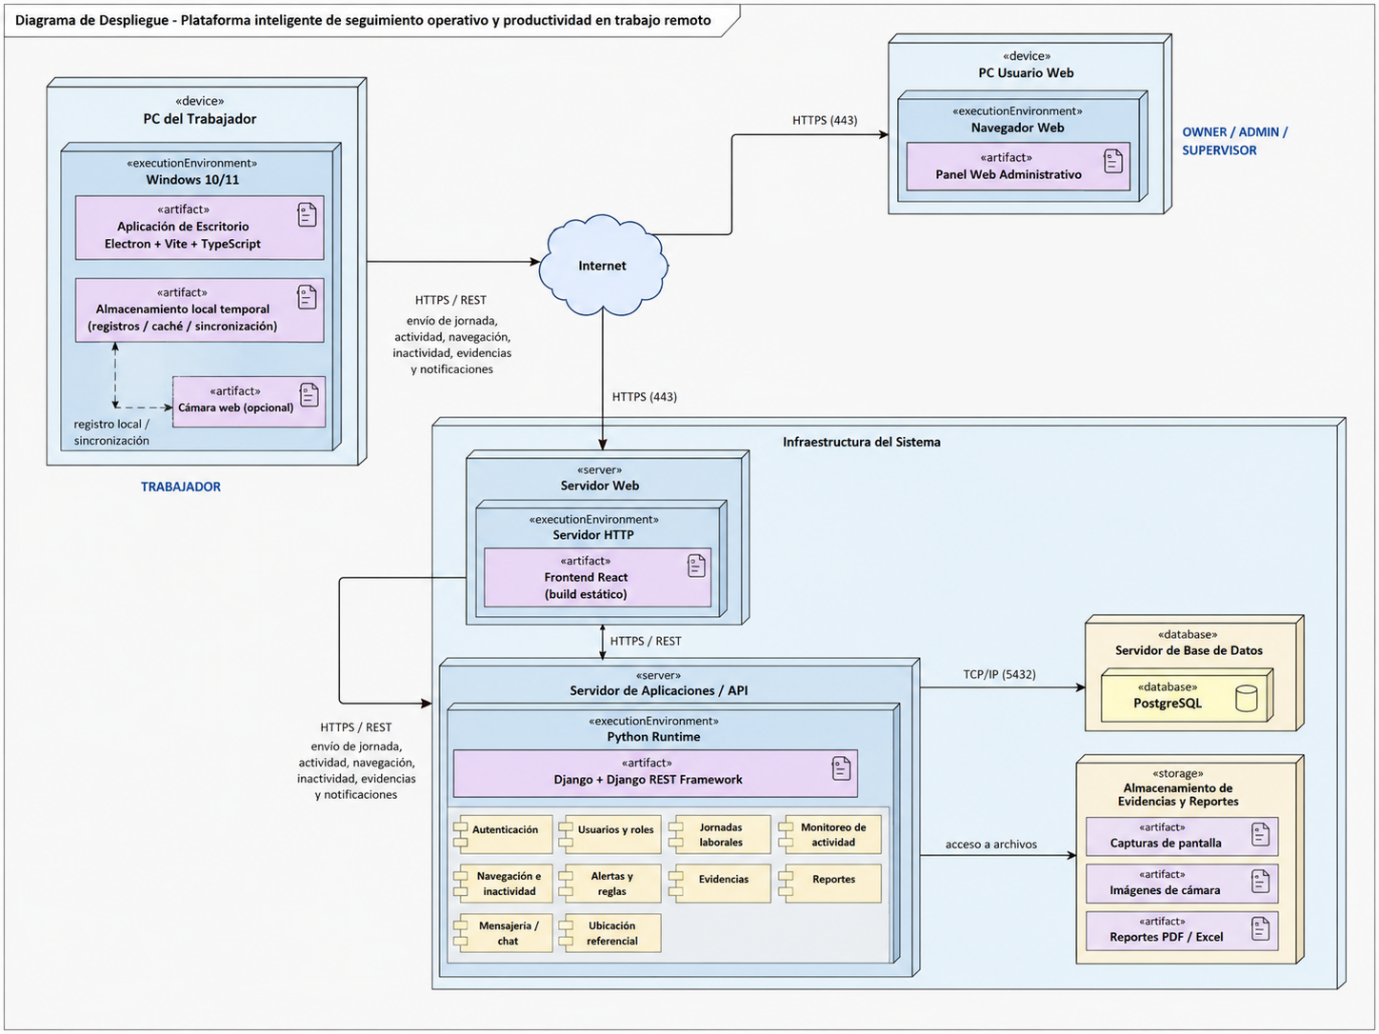 Diagrama de Despliegue - Plataforma inteligente de seguimiento operativo y productividad en trabajo remoto
«device»
PC del Trabajador
«executionEnvironment»
Windows 10/11
«artifact»
Aplicación de Escritorio
Electron + Vite + TypeScript
«artifact»
Almacenamiento local temporal
(registros / caché / sincronización)
«artifact»
Cámara web (opcional)
registro local /
sincronización
TRABAJADOR
HTTPS / REST
envío de jornada,
actividad, navegación,
inactividad, evidencias
y notificaciones
Internet
HTTPS (443)
«device»
PC Usuario Web
«executionEnvironment»
Navegador Web
«artifact»
Panel Web Administrativo
OWNER / ADMIN /
SUPERVISOR
HTTPS (443)
Infraestructura del Sistema
«server»
Servidor Web
«executionEnvironment»
Servidor HTTP
«artifact»
Frontend React
(build estático)
HTTPS / REST
HTTPS / REST
envío de jornada,
actividad, navegación,
inactividad, evidencias
y notificaciones
«server»
Servidor de Aplicaciones / API
«executionEnvironment»
Python Runtime
«artifact»
Django + Django REST Framework
Autenticación
Usuarios y roles
Jornadas
laborales
Monitoreo de
actividad
Navegación e
inactividad
Alertas y
reglas
Evidencias
Reportes
Mensajería /
chat
Ubicación
referencial
TCP/IP (5432)
«database»
Servidor de Base de Datos
«database»
PostgreSQL
acceso a archivos
«storage»
Almacenamiento de
Evidencias y Reportes
«artifact»
Capturas de pantalla
«artifact»
Imágenes de cámara
«artifact»
Reportes PDF / Excel